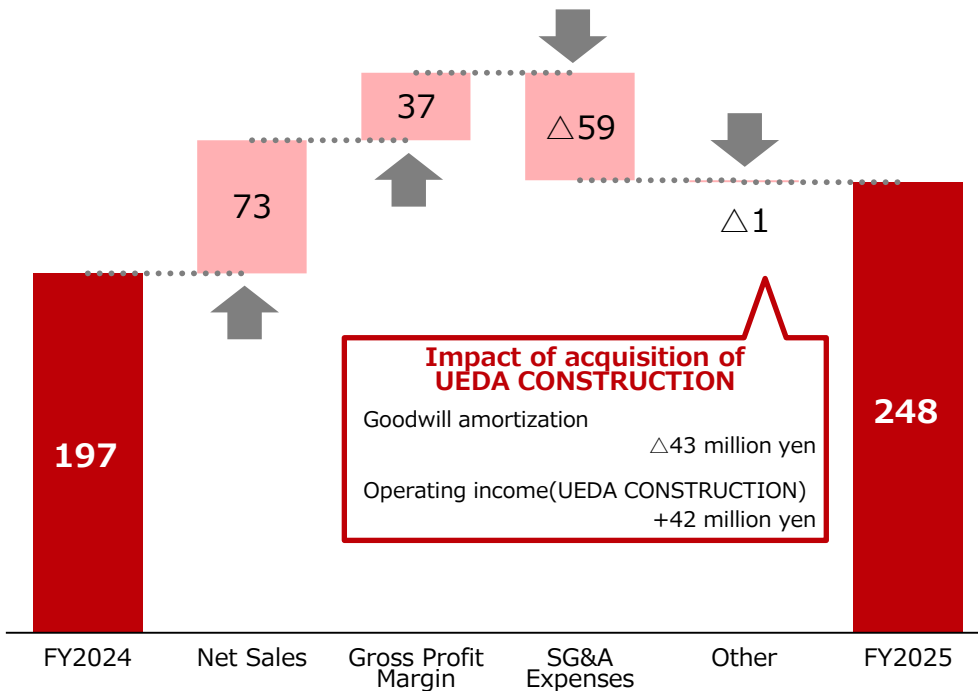 37
△59
73
△1
Impact of acquisition of
UEDA CONSTRUCTION
Goodwill amortization
△43 million yen
Operating income(UEDA CONSTRUCTION)
+42 million yen
197
248
FY2024
Net Sales
Gross Profit
Margin
SG&A
Expenses
Other
FY2025